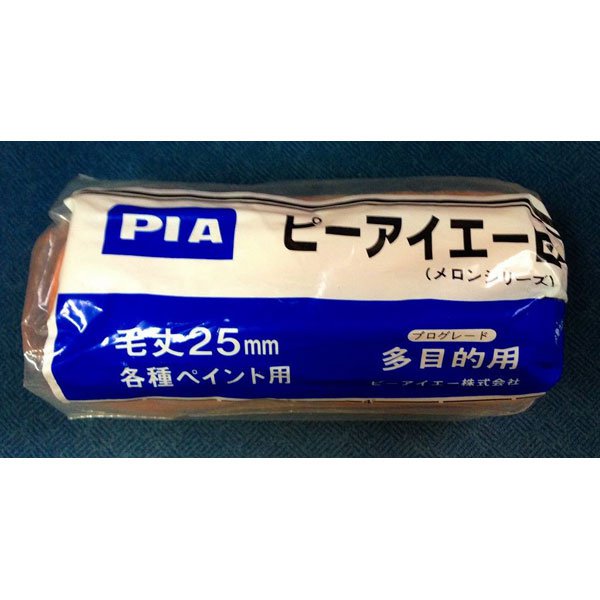 PIA
ピーアイエー
(メロンシリーズ)
毛丈25mm
各種ペイント用
プログレード
多目的用
ピーアイエー株式会社